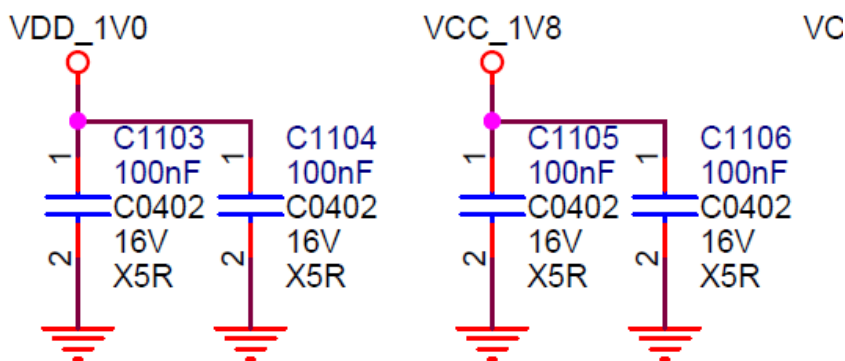 VDD_1V0
VCC_1V8
VC
1
C1103
100nF
C0402
16V
X5R
2
1
C1104
100nF
C0402
16V
X5R
2
1
C1105
100nF
C0402
16V
X5R
2
1
C1106
100nF
C0402
16V
X5R
2